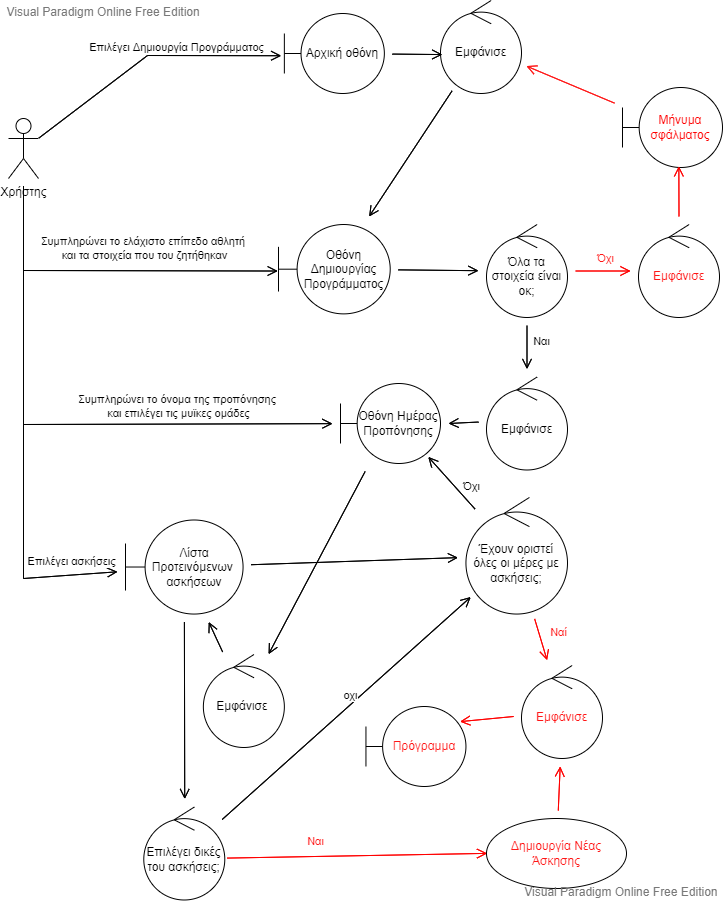 Visual Paradigm Online Free Edition
Επιλέγει Δημιουργία Προγράμματος
Αρχική οθόνη
Εμφάνισε
Μήνυμα
σφάλματος
Χρήστης
Συμπληρώνει το ελάχιστο επίπεδο αθλητή
και τα στοιχεία που του ζητήθηκαν
Οθόνη
Δημιουργίας
Προγράμματος
Όλα τα
στοιχεία είναι
οκ;
Όχι
Εμφάνισε
Ναι
Συμπληρώνει το όνομα της προπόνησης
και επιλέγει τις μυϊκες ομάδες
Οθόνη Ημέρας
Προπόνησης
Εμφάνισε
Όχι
Επιλέγει ασκήσεις
Λίστα
Προτεινόμενων
ασκήσεων
Έχουν οριστεί
όλες οι μέρες με
ασκήσεις;
Ναί
Εμφάνισε
οχι
Εμφάνισε
Πρόγραμμα
Επιλέγει δικές
του ασκήσεις;
Ναι
Δημιουργία Νέας
Άσκησης
Visual Paradigm Online Free Edition